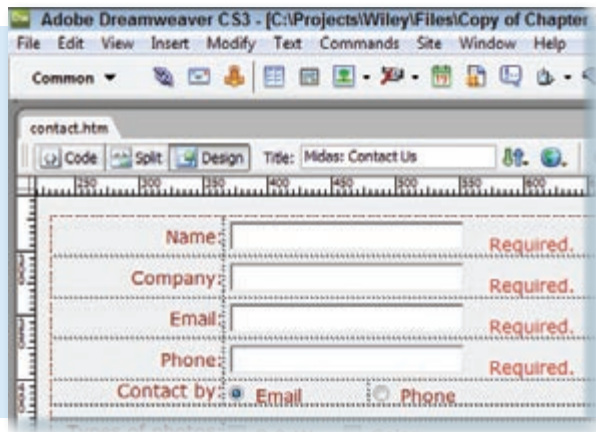 Dw Adobe Dreamweaver CS3 - [C:\Projects\Wiley\Files\Copy of Chapter
File Edit View Insert Modify Text Commands Site Window Help
Common
contact.htm
Code Split Design Title: Midas: Contact Us
250 300 350 400 450 500 550 600
Name: Required.
Company: Required.
Email: Required.
Phone: Required.
Contact by: Email Phone